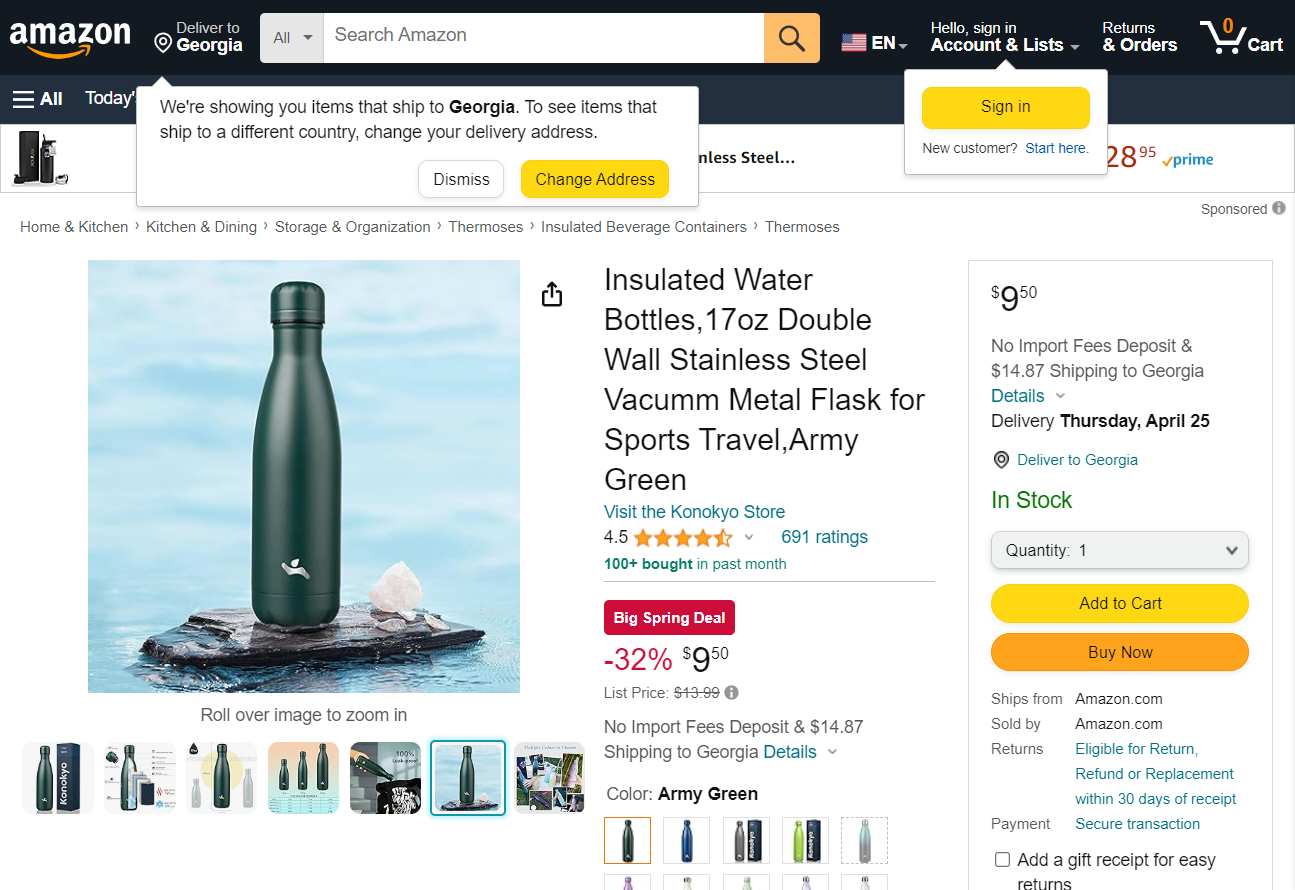 amazon
Deliver to
Georgia
All
Search Amazon
EN
Hello, sign in
Account & Lists
Returns
& Orders
0
Cart
All
Today'
We're showing you items that ship to Georgia. To see items that
ship to a different country, change your delivery address.
Dismiss
Change Address
Sign in
New customer? Start here.
nless Steel...
28 95
prime
Sponsored
Home & Kitchen › Kitchen & Dining › Storage & Organization › Thermoses › Insulated Beverage Containers › Thermoses
Roll over image to zoom in
Konokyo
100%
Leak-proof
Insulated Water
Bottles,17oz Double
Wall Stainless Steel
Vacumm Metal Flask for
Sports Travel,Army
Green
Visit the Konokyo Store
4.5
691 ratings
100+ bought in past month
Big Spring Deal
-32% $9 50
List Price: $13.99
No Import Fees Deposit & $14.87
Shipping to Georgia Details
Color: Army Green
Konokyo
Konokyo
$9 50
No Import Fees Deposit &
$14.87 Shipping to Georgia
Details
Delivery Thursday, April 25
Deliver to Georgia
In Stock
Quantity: 1
Add to Cart
Buy Now
Ships from Amazon.com
Sold by Amazon.com
Returns Eligible for Return,
Refund or Replacement
within 30 days of receipt
Payment Secure transaction
Add a gift receipt for easy
returns